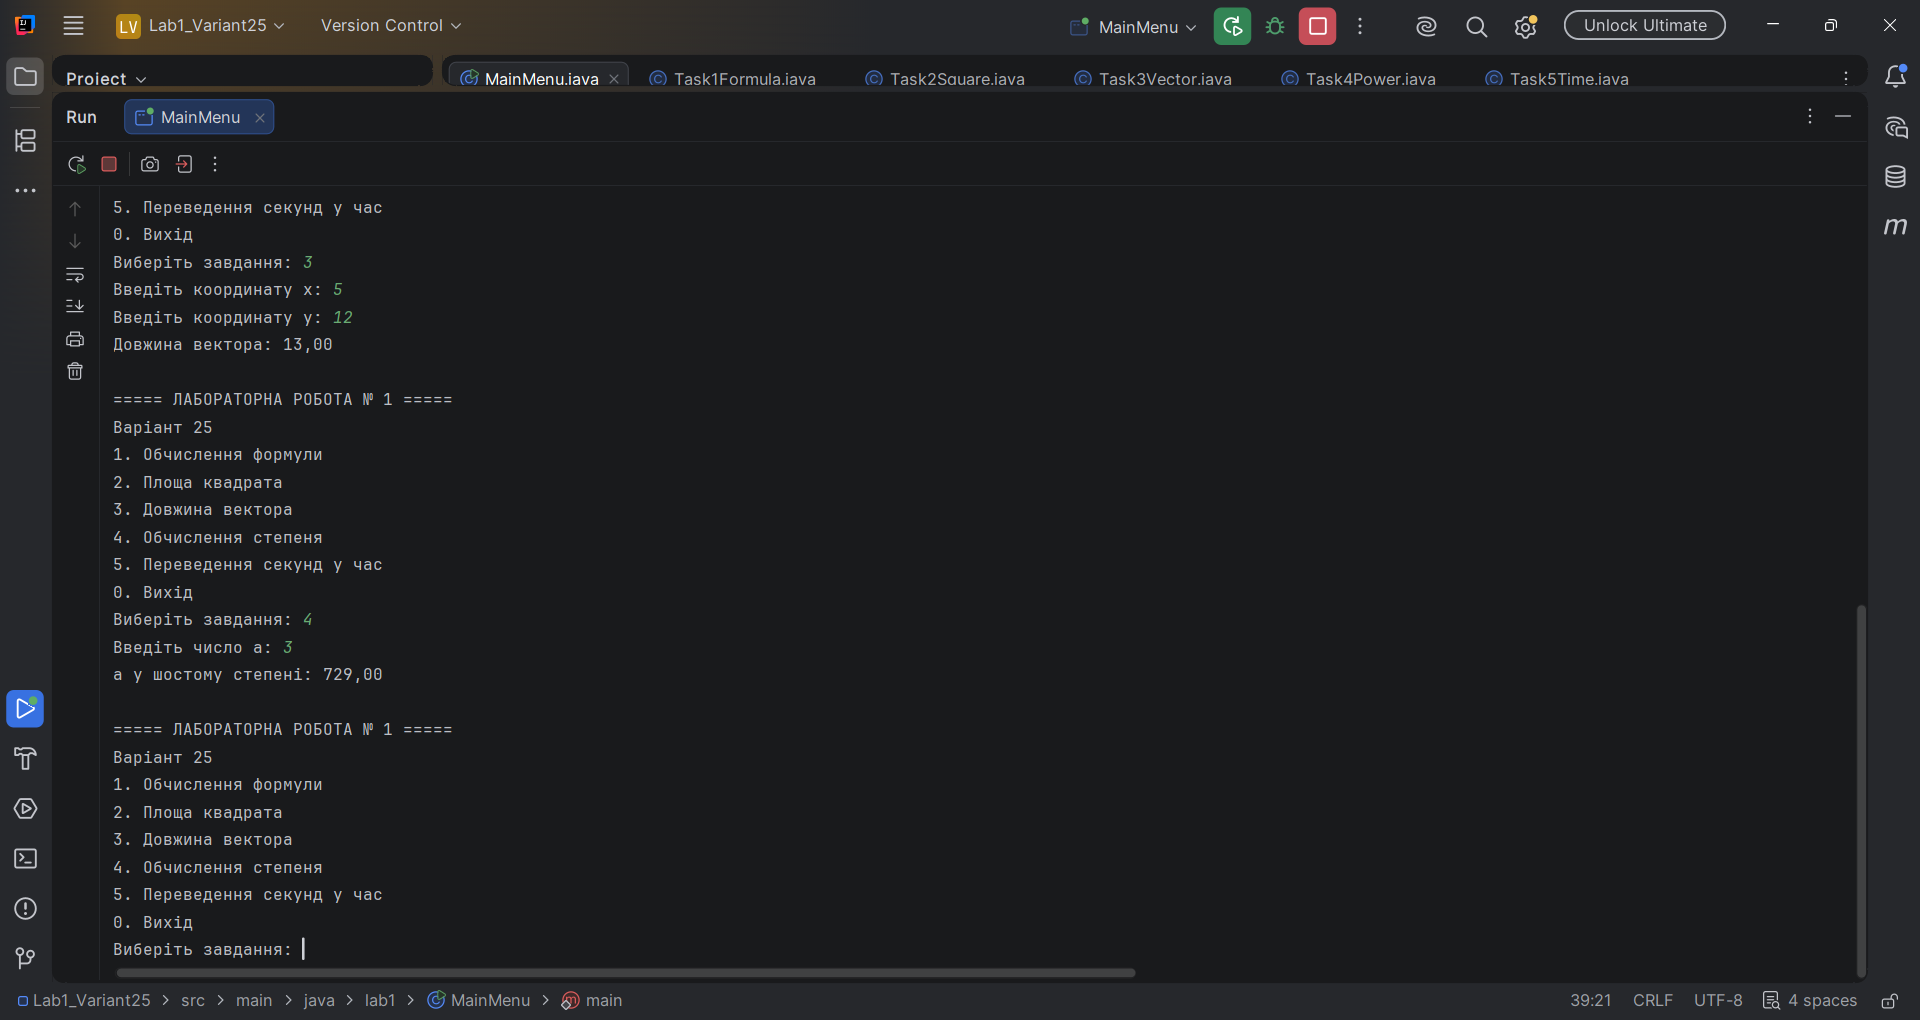 LV Lab1_Variant25 Version Control MainMenu Unlock Ultimate
Project MainMenu.java Task1Formula.java Task2Square.java Task3Vector.java Task4Power.java Task5Time.java
Run MainMenu
5. Переведення секунд у час
0. Вихід
Виберіть завдання: 3
Введіть координату x: 5
Введіть координату y: 12
Довжина вектора: 13,00
===== ЛАБОРАТОРНА РОБОТА № 1 =====
Варіант 25
1. Обчислення формули
2. Площа квадрата
3. Довжина вектора
4. Обчислення степеня
5. Переведення секунд у час
0. Вихід
Виберіть завдання: 4
Введіть число a: 3
a у шостому степені: 729,00
===== ЛАБОРАТОРНА РОБОТА № 1 =====
Варіант 25
1. Обчислення формули
2. Площа квадрата
3. Довжина вектора
4. Обчислення степеня
5. Переведення секунд у час
0. Вихід
Виберіть завдання:
Lab1_Variant25 > src > main > java > lab1 > MainMenu > main 39:21 CRLF UTF-8 4 spaces